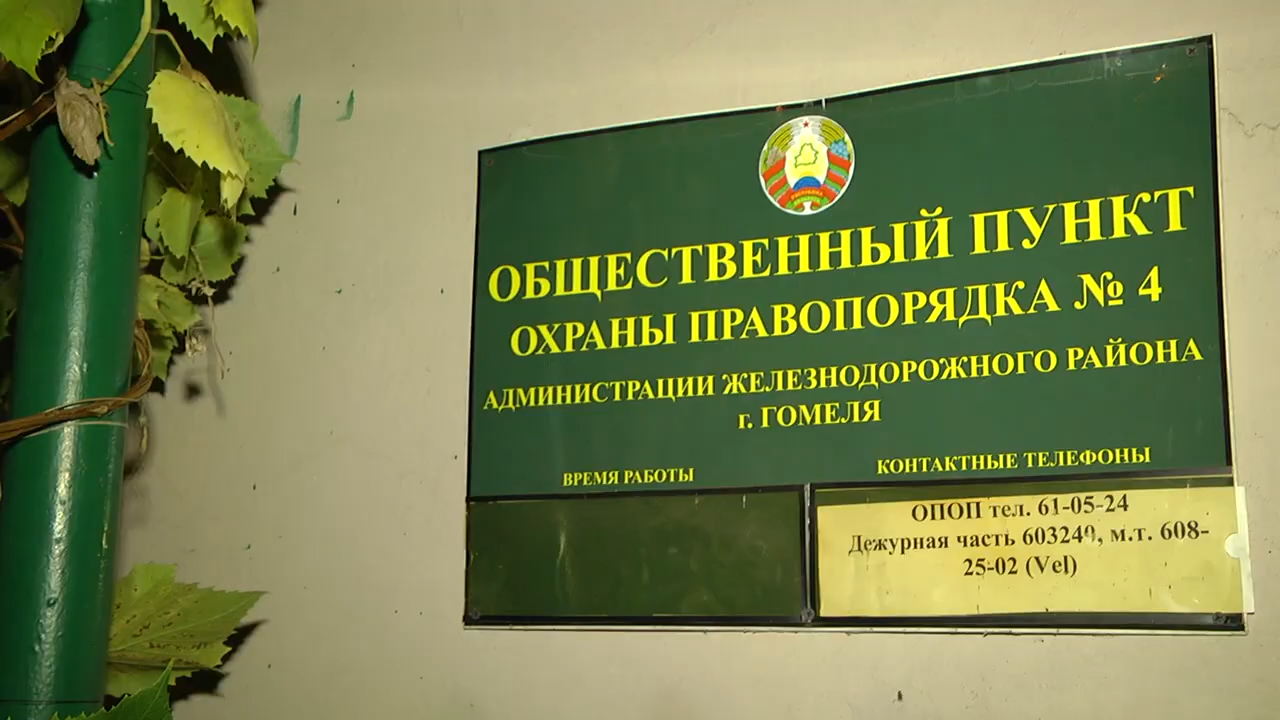 ОБЩЕСТВЕННЫЙ ПУНКТ
ОХРАНЫ ПРАВОПОРЯДКА № 4
АДМИНИСТРАЦИИ ЖЕЛЕЗНОДОРОЖНОГО РАЙОНА
г. ГОМЕЛЯ
ВРЕМЯ РАБОТЫ
КОНТАКТНЫЕ ТЕЛЕФОНЫ
ОПОП тел. 61-05-24
Дежурная часть 603240, м.т. 608-
25-02 (Vel)